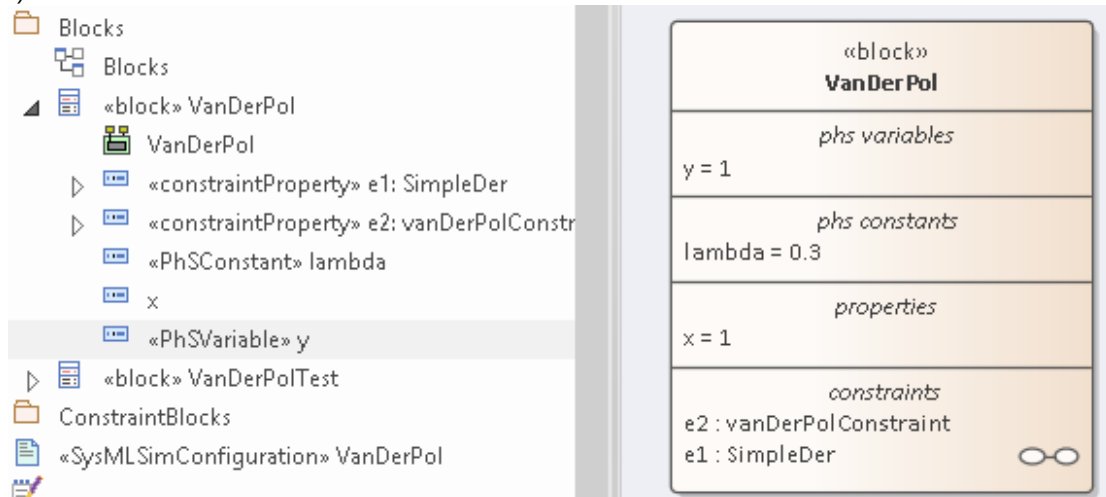 Blocks
Blocks
«block» VanDerPol
VanDerPol
«constraintProperty» e1: SimpleDer
«constraintProperty» e2: vanDerPolConstr
«PhSConstant» lambda
x
«PhSVariable» y
«block» VanDerPolTest
ConstraintBlocks
«SysMLSimConfiguration» VanDerPol
«block»
VanDerPol
phs variables
y = 1
phs constants
lambda = 0.3
properties
x = 1
constraints
e2 : vanDerPolConstraint
e1 : SimpleDer